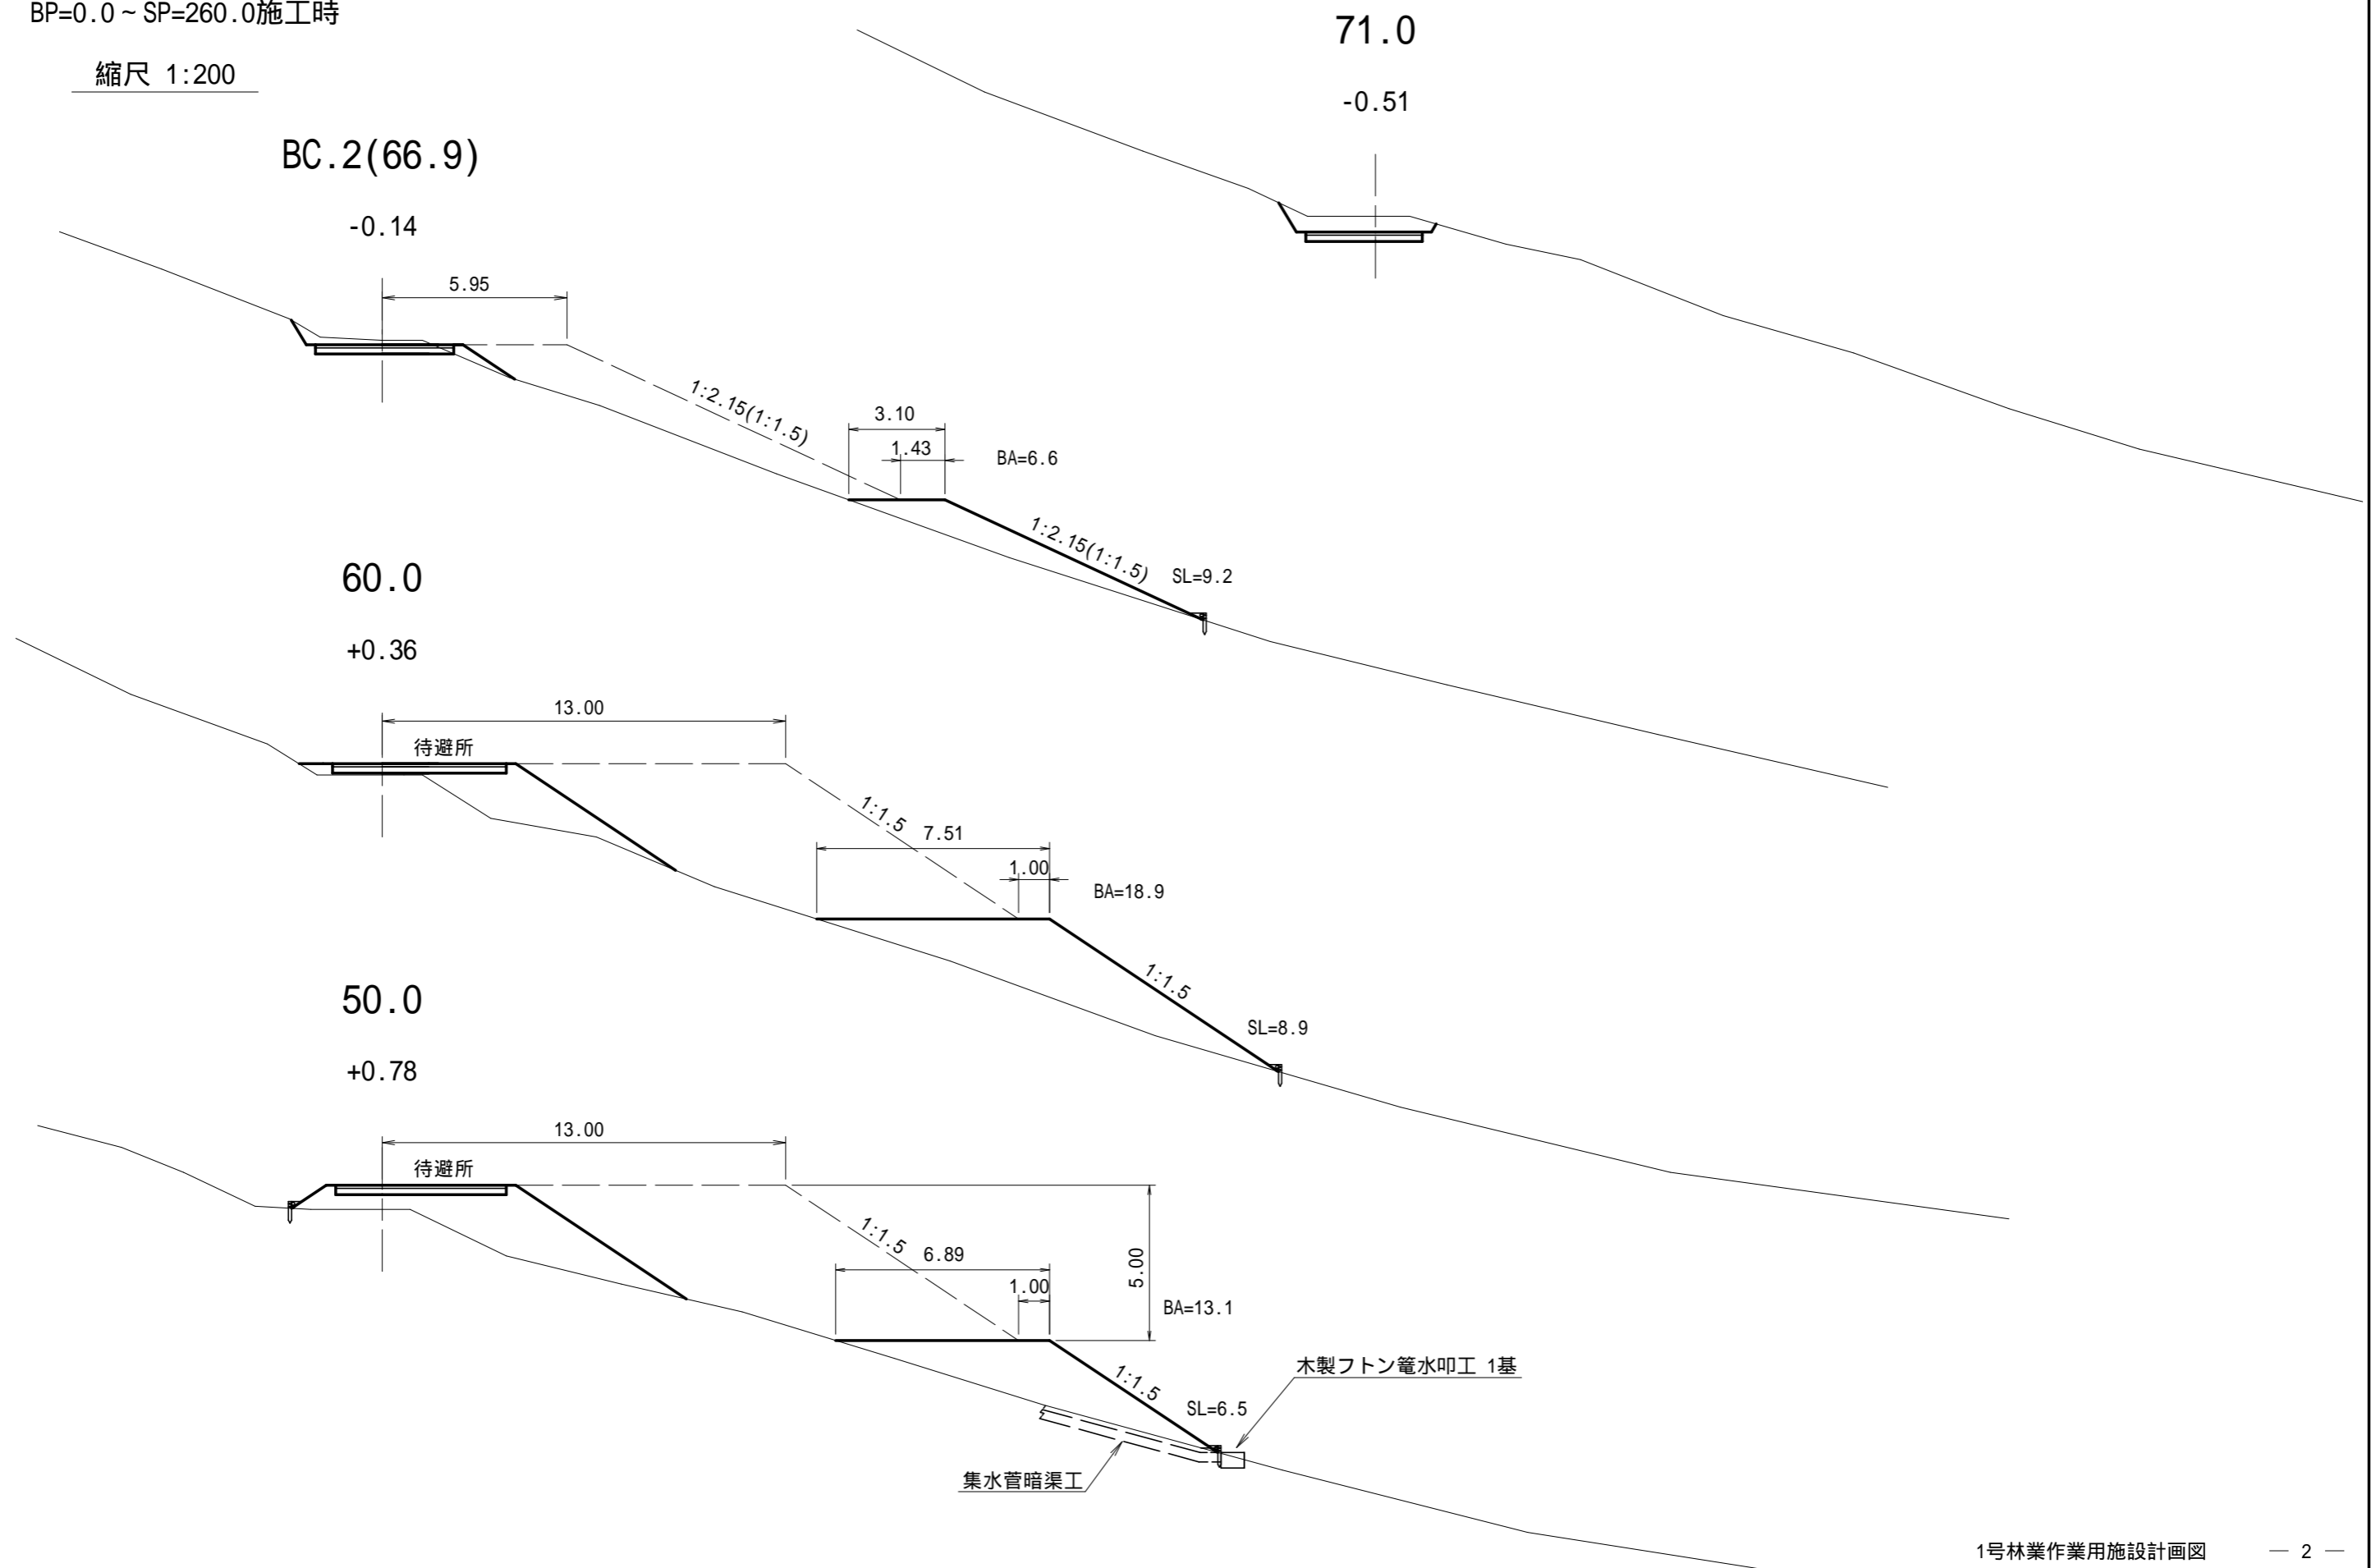 BP=0.0～SP=260.0施工時
縮尺 1:200
71.0
-0.51
BC.2(66.9)
-0.14
5.95
1:2.15(1:1.5)
3.10
1.43
BA=6.6
1:2.15(1:1.5)
SL=9.2
60.0
+0.36
13.00
待避所
1:1.5
7.51
1.00
BA=18.9
1:1.5
SL=8.9
50.0
+0.78
13.00
待避所
1:1.5
6.89
1.00
5.00
BA=13.1
1:1.5
SL=6.5
木製フトン篭水叩工 1基
集水菅暗渠工
1号林業作業用施設計画図 ― 2 ―